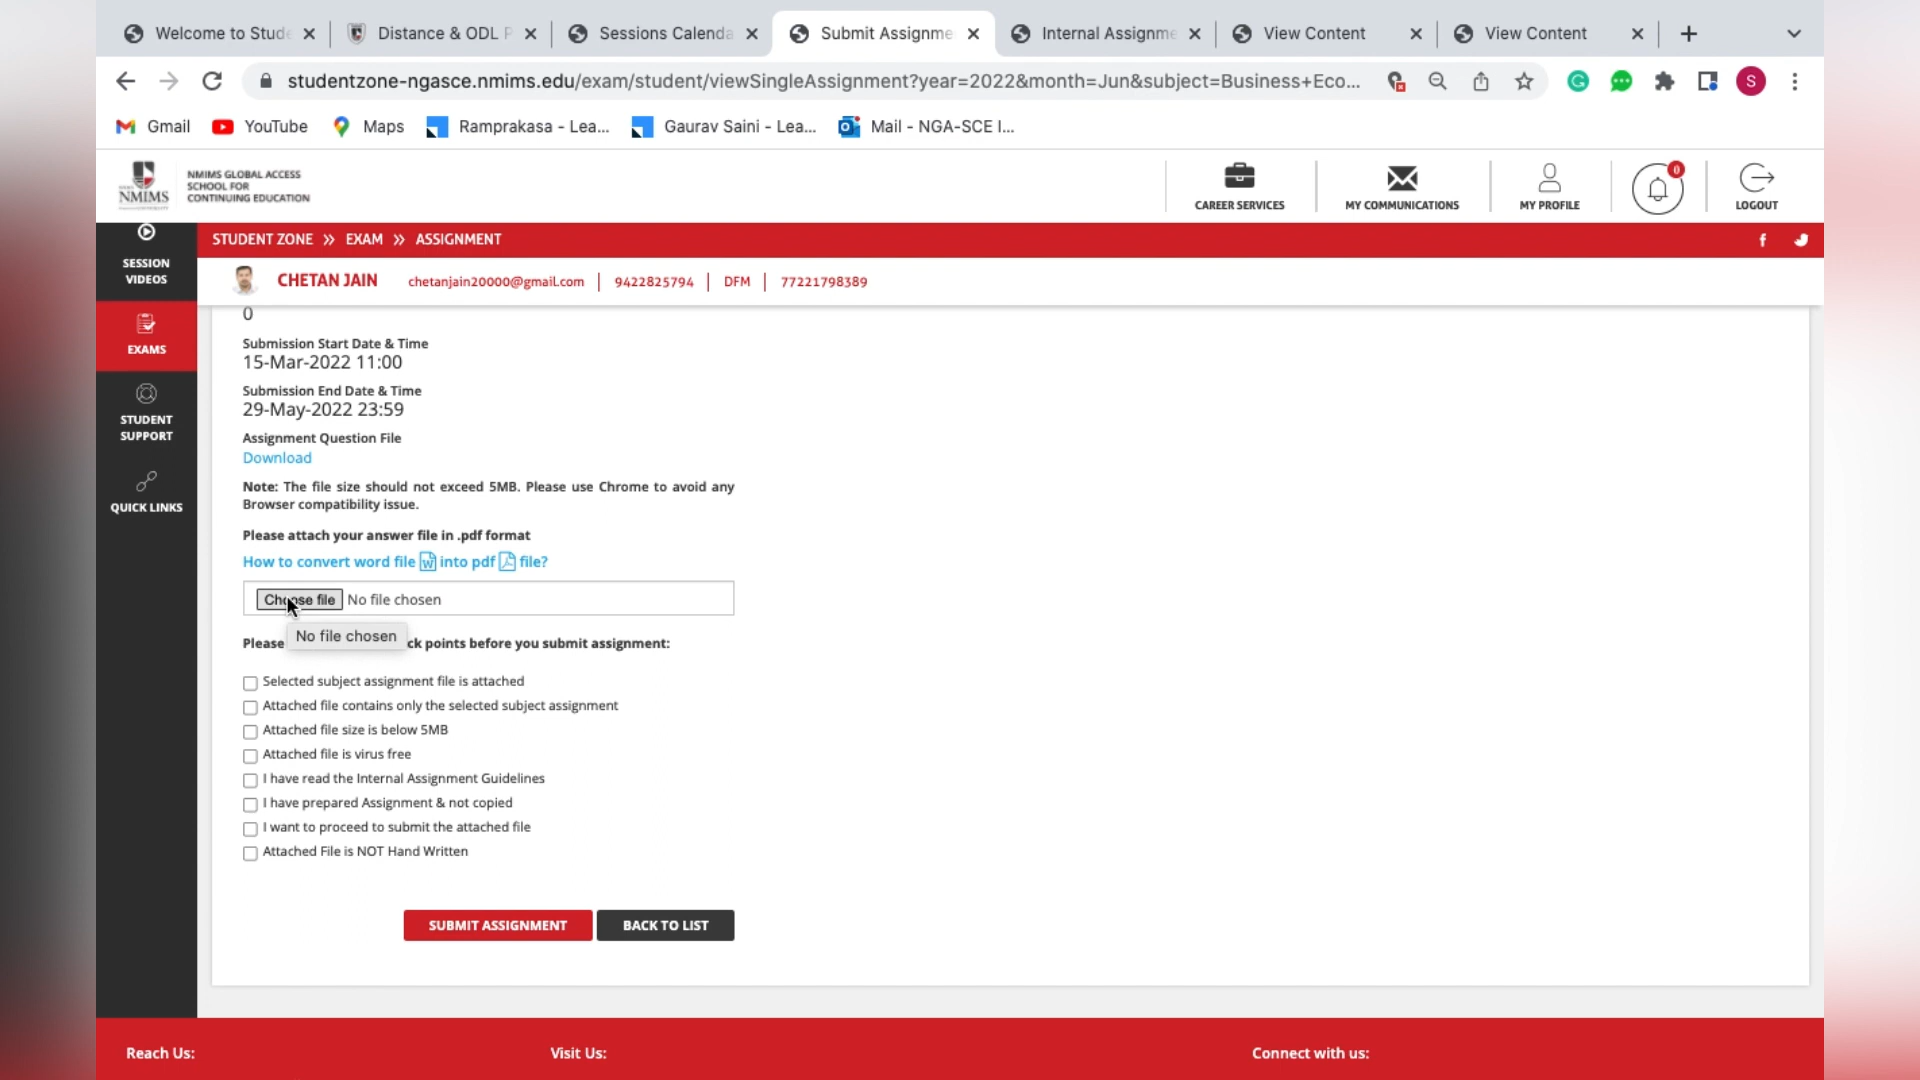 Welcome to Stude
Distance & ODL P
Sessions Calenda
Submit Assignme
Internal Assignme
View Content
View Content
studentzone-ngasce.nmims.edu/exam/student/viewSingleAssignment?year=2022&month=Jun&subject=Business+Eco...
S
Gmail
YouTube
Maps
Ramprakasa - Lea...
Gaurav Saini - Lea...
Mail - NGA-SCE I...
NMIMS
NMIMS GLOBAL ACCESS
SCHOOL FOR
CONTINUING EDUCATION
CAREER SERVICES
MY COMMUNICATIONS
MY PROFILE
0
LOGOUT
STUDENT ZONE » EXAM » ASSIGNMENT
CHETAN JAIN
chetanjain20000@gmail.com | 9422825794 | DFM | 77221798389
SESSION
VIDEOS
EXAMS
STUDENT
SUPPORT
QUICK LINKS
0
Submission Start Date & Time
15-Mar-2022 11:00
Submission End Date & Time
29-May-2022 23:59
Assignment Question File
Download
Note: The file size should not exceed 5MB. Please use Chrome to avoid any
Browser compatibility issue.
Please attach your answer file in .pdf format
How to convert word file into pdf file?
Choose file No file chosen
No file chosen
Please ck points before you submit assignment:
Selected subject assignment file is attached
Attached file contains only the selected subject assignment
Attached file size is below 5MB
Attached file is virus free
I have read the Internal Assignment Guidelines
I have prepared Assignment & not copied
I want to proceed to submit the attached file
Attached File is NOT Hand Written
SUBMIT ASSIGNMENT
BACK TO LIST
Reach Us:
Visit Us:
Connect with us: